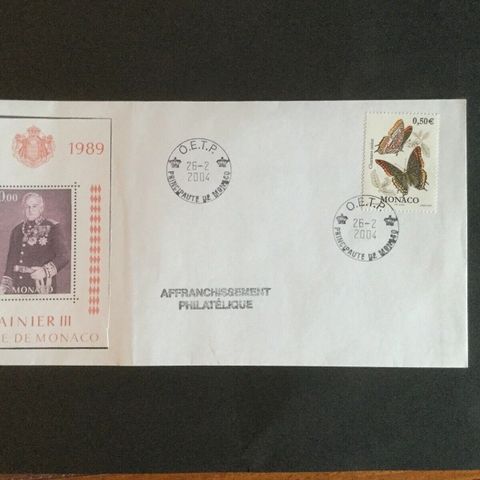 1989
0.00
MONACO
AINIER III
E DE MONACO
O.E.T.P.
26-2
2004
PRINCIPAUTE DE MONACO
AFFRANCHISSEMENT
PHILATÉLIQUE
0,50€
MONACO
O.E.T.P.
26-2
2004
PRINCIPAUTE DE MONACO